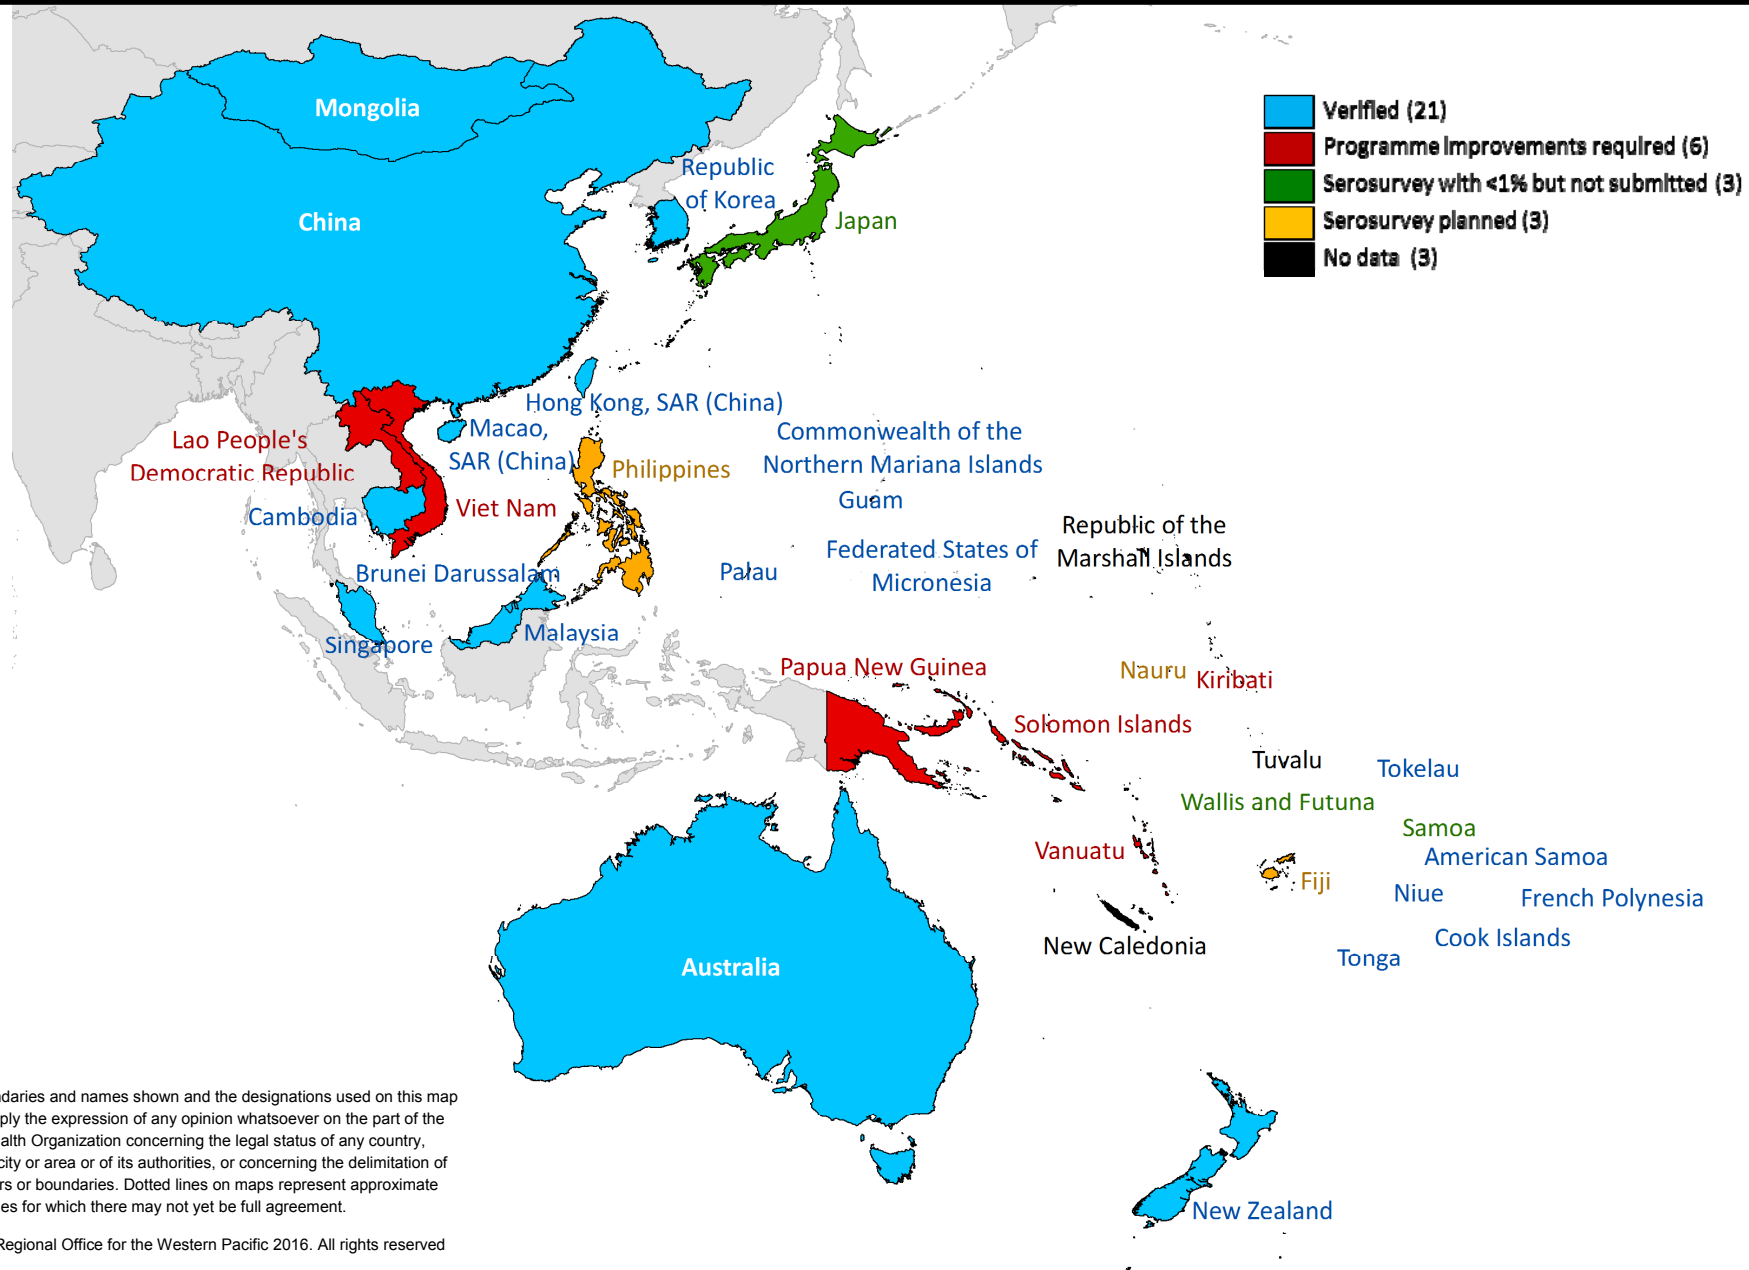 Mongolia
China
Republic
of Korea
Japan
Verified (21)
Programme Improvements required (6)
Serosurvey with <1% but not submitted (3)
Serosurvey planned (3)
No data (3)
Hong Kong, SAR (China)
Macao,
SAR (China)
Lao People's
Democratic Republic
Philippines
Commonwealth of the
Northern Mariana Islands
Guam
Viet Nam
Cambodia
Republic of the
Marshall Islands
Federated States of
Micronesia
Palau
Brunei Darussalam
Singapore
Malaysia
Papua New Guinea
Nauru
Kiribati
Solomon Islands
Tuvalu
Tokelau
Wallis and Futuna
Samoa
American Samoa
Vanuatu
Fiji
Niue
French Polynesia
New Caledonia
Cook Islands
Tonga
Australia
New Zealand
ndaries and names shown and the designations used on this map
ply the expression of any opinion whatsoever on the part of the
alth Organization concerning the legal status of any country,
city or area or of its authorities, or concerning the delimitation of
rs or boundaries. Dotted lines on maps represent approximate
es for which there may not yet be full agreement.
Regional Office for the Western Pacific 2016. All rights reserved